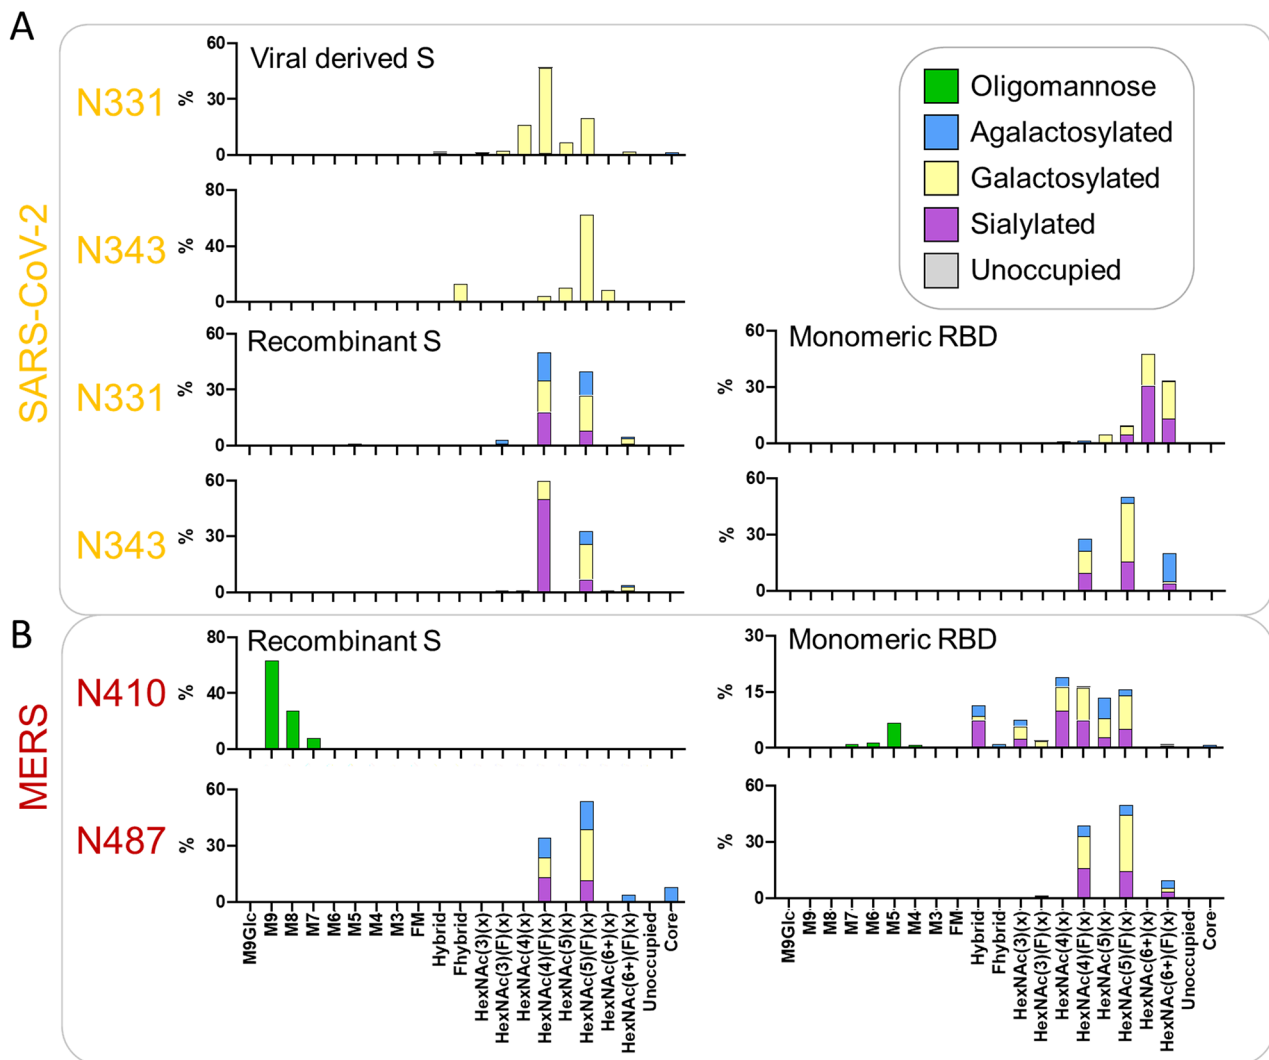 A
SARS-CoV-2
N331
%
60
30
0
Viral derived S
N343
%
80
40
0
Oligomannose
Agalactosylated
Galactosylated
Sialylated
Unoccupied
N331
%
60
30
0
Recombinant S
%
60
30
0
Monomeric RBD
N343
%
60
30
0
%
60
30
0
B
MERS
N410
%
80
40
0
Recombinant S
%
30
15
0
Monomeric RBD
N487
%
60
30
0
%
60
30
0
M9Glc
M9
M8
M7
M6
M5
M4
M3
FM
Hybrid
Fhybrid
HexNAc(3)(x)
HexNAc(3)(F)(x)
HexNAc(4)(x)
HexNAc(4)(F)(x)
HexNAc(5)(x)
HexNAc(5)(F)(x)
HexNAc(6+)(x)
HexNAc(6+)(F)(x)
Unoccupied
Core
M9Glc
M9
M8
M7
M6
M5
M4
M3
FM
Hybrid
Fhybrid
HexNAc(3)(x)
HexNAc(3)(F)(x)
HexNAc(4)(x)
HexNAc(4)(F)(x)
HexNAc(5)(x)
HexNAc(5)(F)(x)
HexNAc(6+)(x)
HexNAc(6+)(F)(x)
Unoccupied
Core